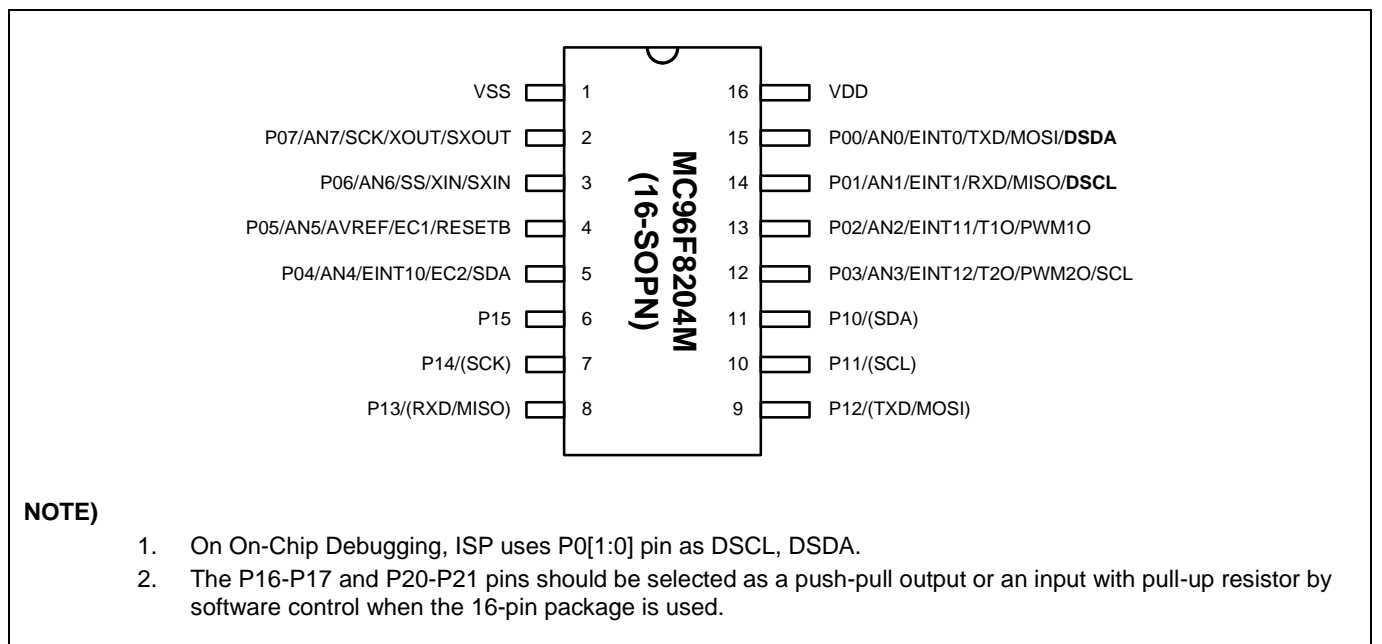 VSS 1 16 VDD
P07/AN7/SCK/XOUT/SXOUT 2 15 P00/AN0/EINT0/TXD/MOSI/DSDA
P06/AN6/SS/XIN/SXIN 3 14 P01/AN1/EINT1/RXD/MISO/DSCL
P05/AN5/AVREF/EC1/RESETB 4 13 P02/AN2/EINT11/T1O/PWM1O
P04/AN4/EINT10/EC2/SDA 5 12 P03/AN3/EINT12/T2O/PWM2O/SCL
P15 6 11 P10/(SDA)
P14/(SCK) 7 10 P11/(SCL)
P13/(RXD/MISO) 8 9 P12/(TXD/MOSI)
MC96F8204M
(16-SOPN)
NOTE)
1. On On-Chip Debugging, ISP uses P0[1:0] pin as DSCL, DSDA.
2. The P16-P17 and P20-P21 pins should be selected as a push-pull output or an input with pull-up resistor by
software control when the 16-pin package is used.